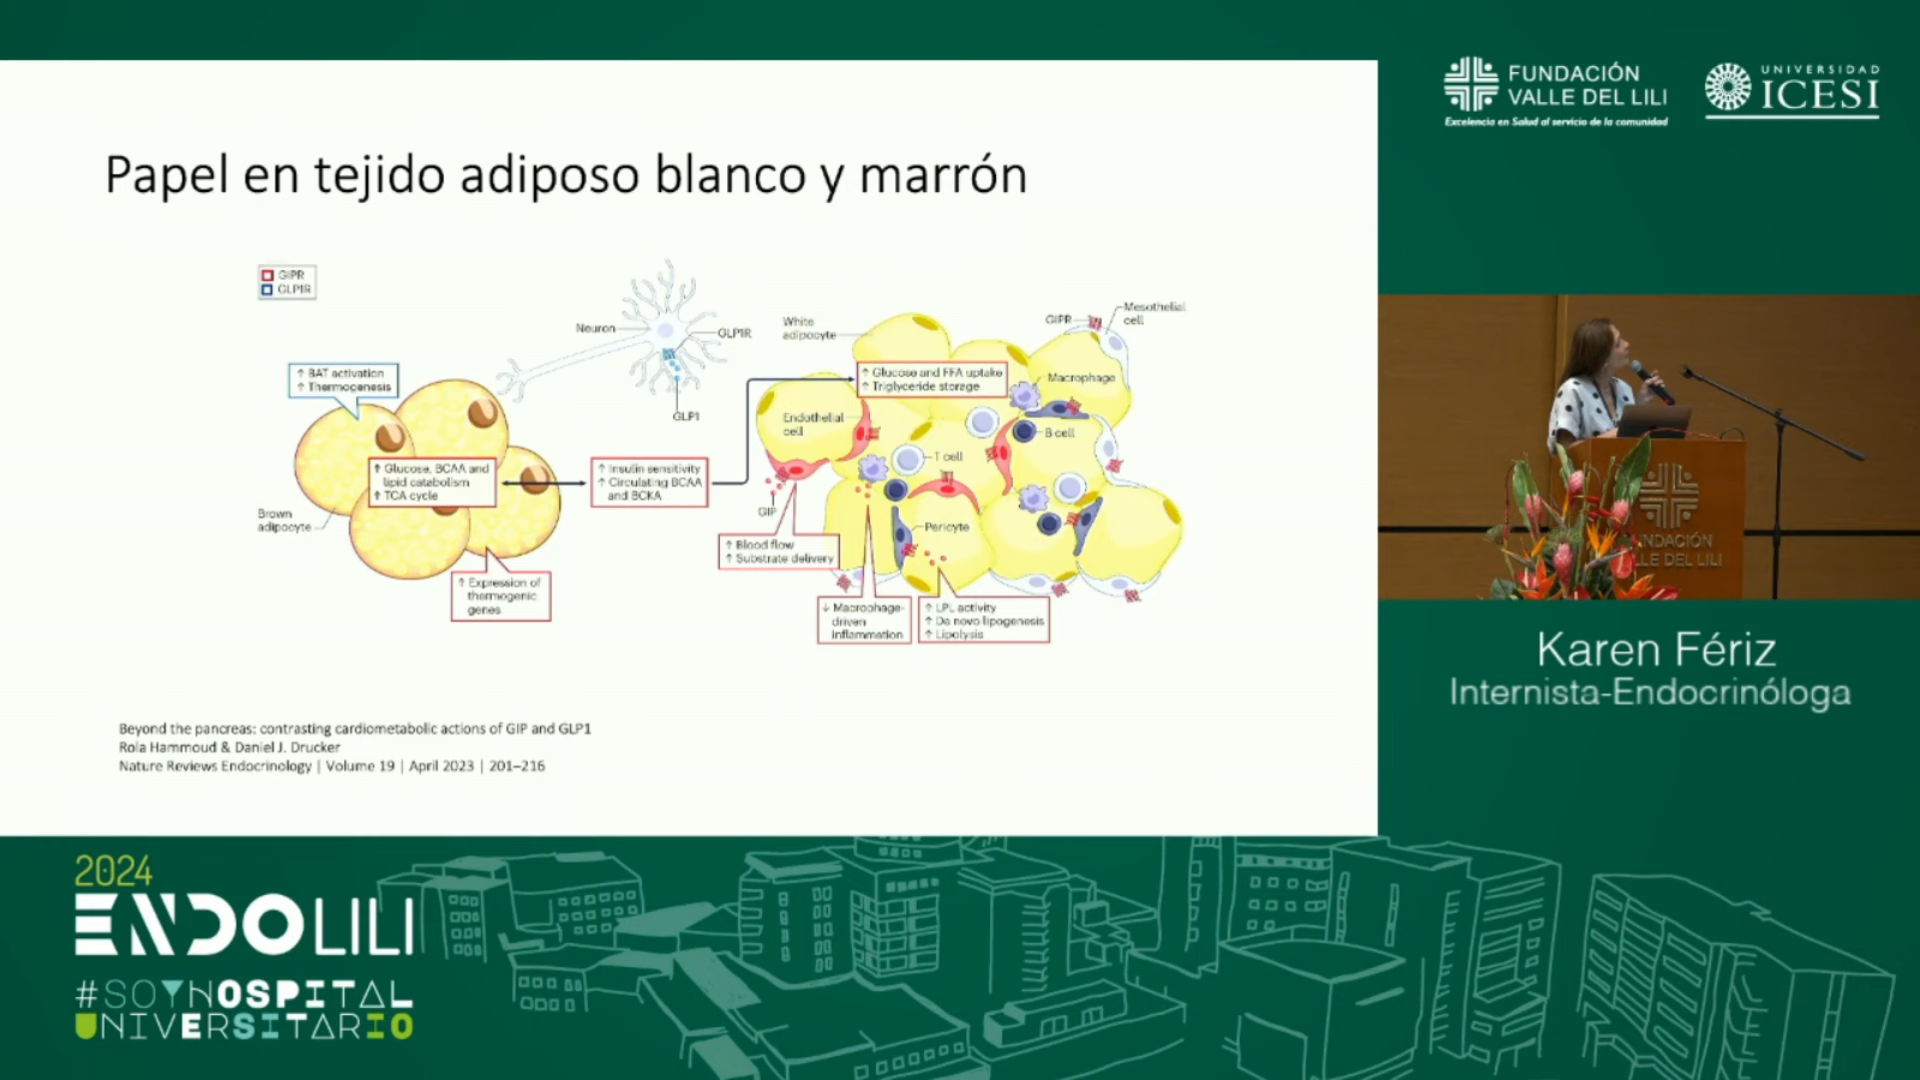 FUNDACIÓN
VALLE DEL LILI
Excelencia en Salud al servicio de la comunidad
UNIVERSIDAD
ICESI
Papel en tejido adiposo blanco y marrón
GIPR
GLP1R
Neuron
GLP1R
GLP1
White
adipocyte
GIPR
Mesothelial
cell
↑ BAT activation
↑ Thermogenesis
↑ Glucose and FFA uptake
↑ Triglyceride storage
Macrophage
Endothelial
cell
B cell
T cell
↑ Glucose, BCAA and
lipid catabolism
↑ TCA cycle
↑ Insulin sensitivity
↑ Circulating BCAA
and BCKA
Brown
adipocyte
GIP
Pericyte
↑ Blood flow
↑ Substrate delivery
↑ Expression of
thermogenic
genes
↓ Macrophage-
driven
inflammation
↑ LPL activity
↑ De novo lipogenesis
↑ Lipolysis
Beyond the pancreas: contrasting cardiometabolic actions of GIP and GLP1
Rola Hammoud & Daniel J. Drucker
Nature Reviews Endocrinology | Volume 19 | April 2023 | 201–216
NDACIÓN
LE DEL LILI
Karen Fériz
Internista-Endocrinóloga
2024
ENDOLILI
#SOYHOSPITAL
UNIVERSITARIO